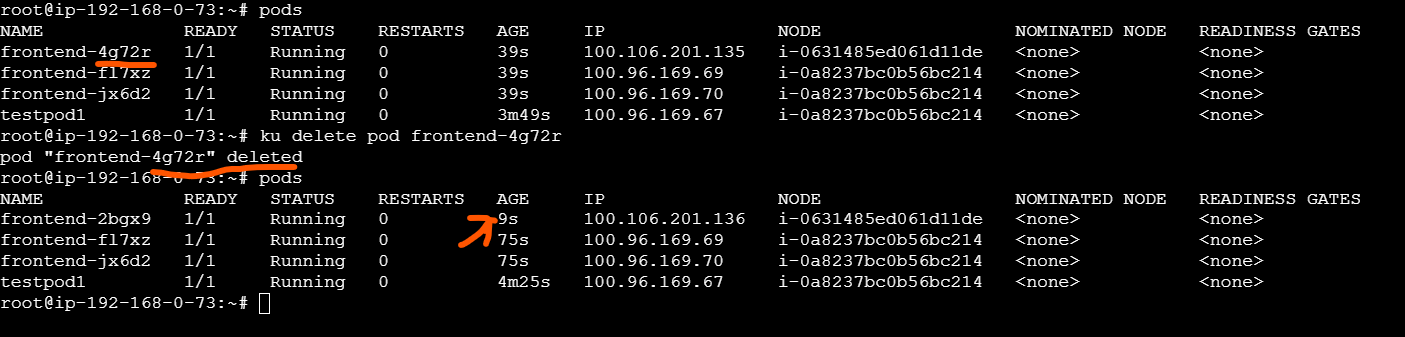 root@ip-192-168-0-73:~# pods
NAME READY STATUS RESTARTS AGE IP NODE NOMINATED NODE READINESS GATES
frontend-4g72r 1/1 Running 0 39s 100.106.201.135 i-0631485ed061d11de <none> <none>
frontend-fl7xz 1/1 Running 0 39s 100.96.169.69 i-0a8237bc0b56bc214 <none> <none>
frontend-jx6d2 1/1 Running 0 39s 100.96.169.70 i-0a8237bc0b56bc214 <none> <none>
testpod1 1/1 Running 0 3m49s 100.96.169.67 i-0a8237bc0b56bc214 <none> <none>
root@ip-192-168-0-73:~# ku delete pod frontend-4g72r
pod "frontend-4g72r" deleted
root@ip-192-168-0-73:~# pods
NAME READY STATUS RESTARTS AGE IP NODE NOMINATED NODE READINESS GATES
frontend-2bgx9 1/1 Running 0 9s 100.106.201.136 i-0631485ed061d11de <none> <none>
frontend-fl7xz 1/1 Running 0 75s 100.96.169.69 i-0a8237bc0b56bc214 <none> <none>
frontend-jx6d2 1/1 Running 0 75s 100.96.169.70 i-0a8237bc0b56bc214 <none> <none>
testpod1 1/1 Running 0 4m25s 100.96.169.67 i-0a8237bc0b56bc214 <none> <none>
root@ip-192-168-0-73:~#